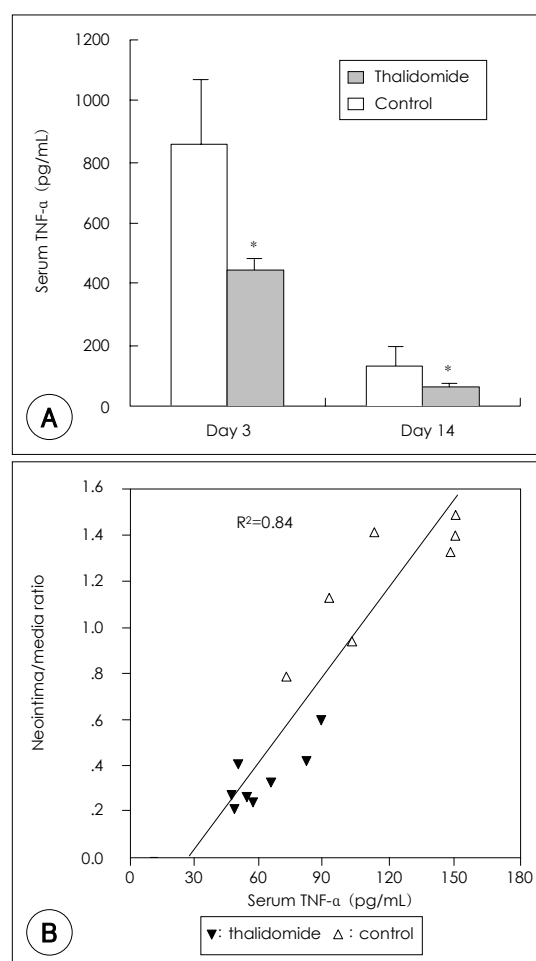 1200
1000
800
600
400
200
0
Serum TNF-α (pg/mL)
Thalidomide
Control
*
*
Day 3
Day 14
A
1.6
1.4
1.2
1.0
.8
.6
.4
.2
0.0
Neointima/media ratio
R²=0.84
0
30
60
90
120
150
180
Serum TNF-α (pg/mL)
B
▼: thalidomide △: control